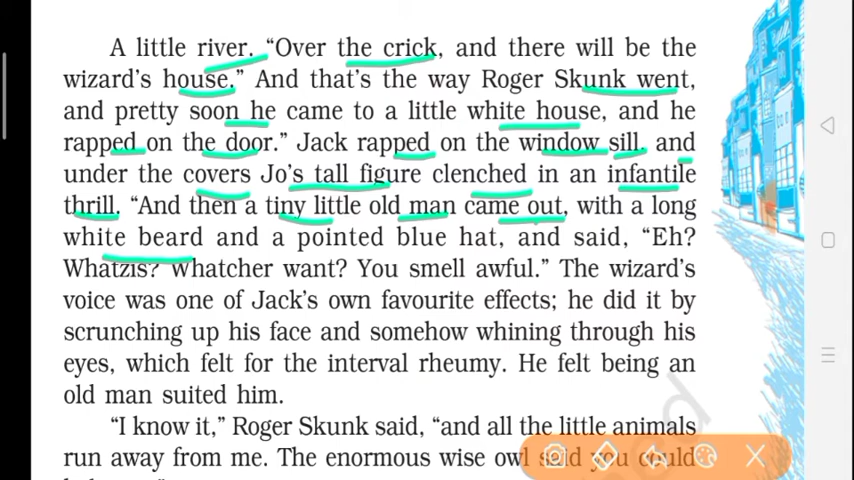 A little river. “Over the crick, and there will be the
wizard’s house.” And that’s the way Roger Skunk went,
and pretty soon he came to a little white house, and he
rapped on the door.” Jack rapped on the window sill, and
under the covers Jo’s tall figure clenched in an infantile
thrill. “And then a tiny little old man came out, with a long
white beard and a pointed blue hat, and said, “Eh?
Whatzis? Whatcher want? You smell awful.” The wizard’s
voice was one of Jack’s own favourite effects; he did it by
scrunching up his face and somehow whining through his
eyes, which felt for the interval rheumy. He felt being an
old man suited him.
“I know it,” Roger Skunk said, “and all the little animals
run away from me. The enormous wise owl said you could